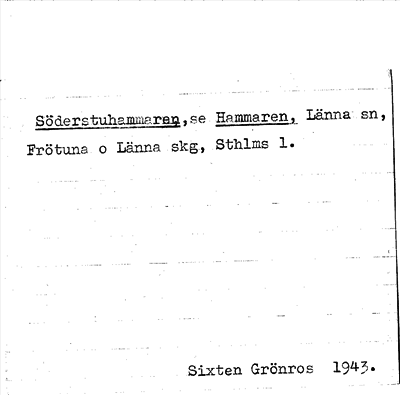 Söderstuhammaren,se Hammaren, Länna sn,
Frötuna o Länna skg, Sthlms l.
Sixten Grönros 1943.